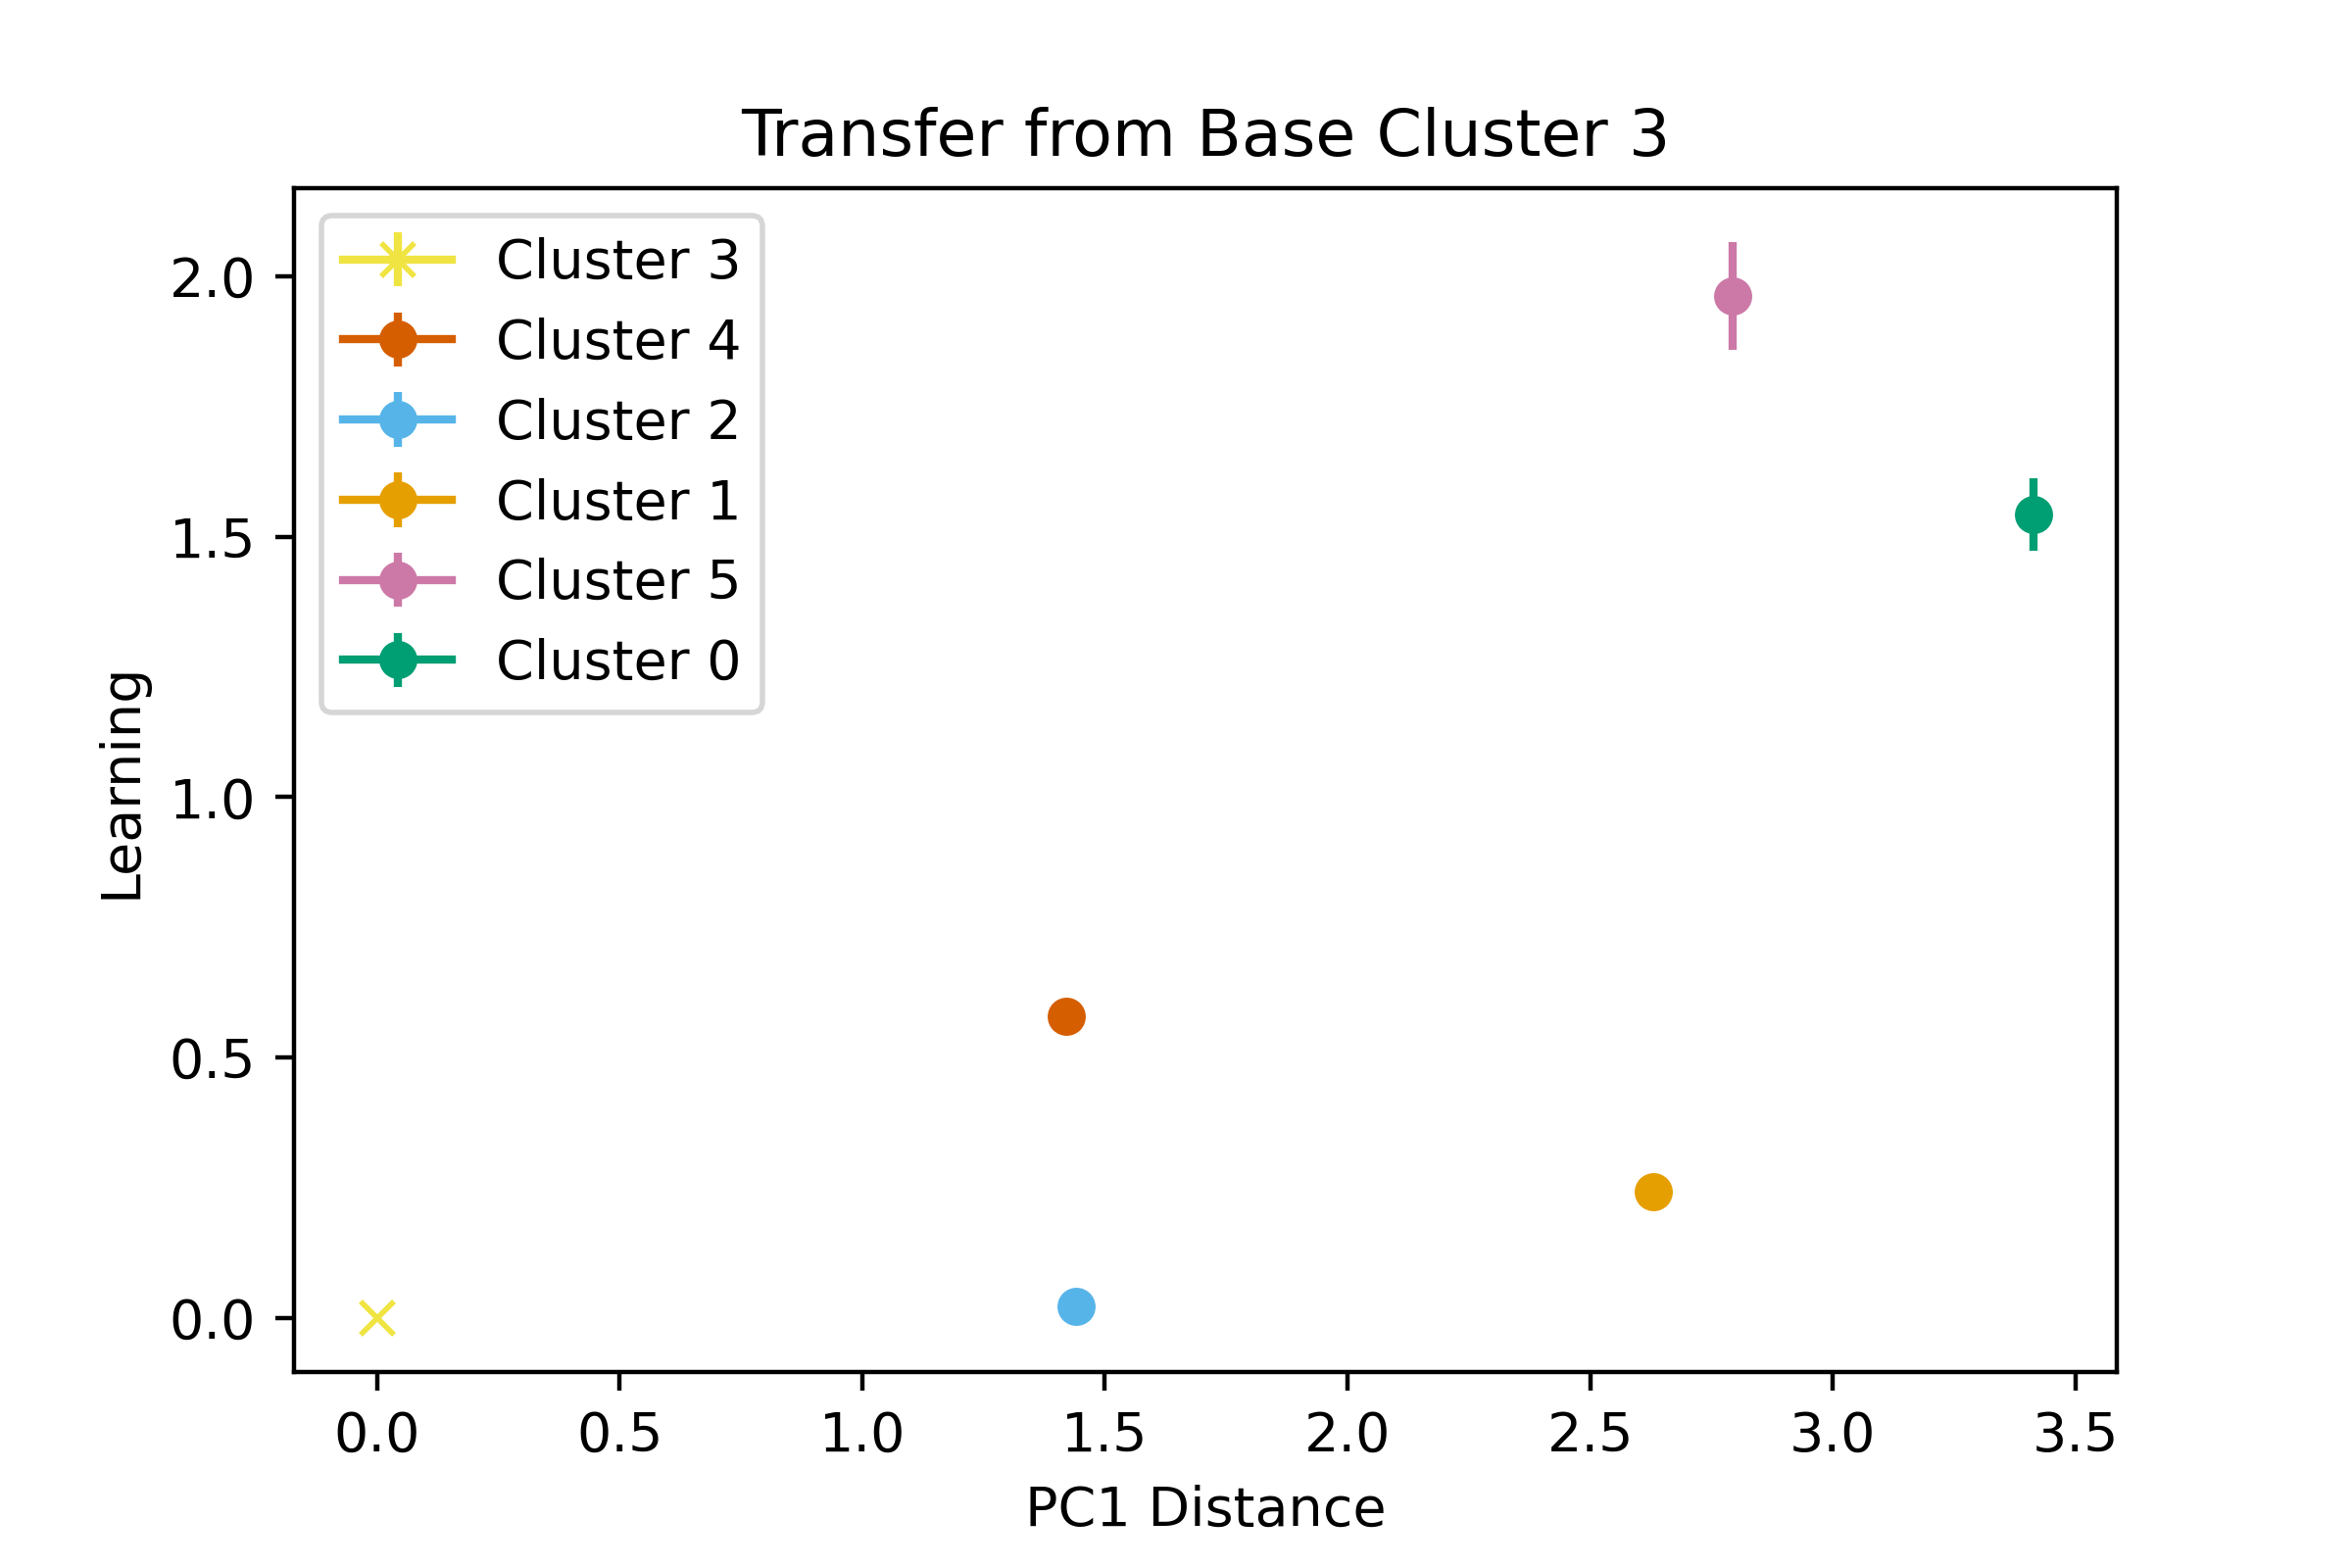 Transfer from Base Cluster 3
Cluster 3
Cluster 4
Cluster 2
Cluster 1
Cluster 5
Cluster 0
Learning
2.0
1.5
1.0
0.5
0.0
0.0 0.5 1.0 1.5 2.0 2.5 3.0 3.5
PC1 Distance